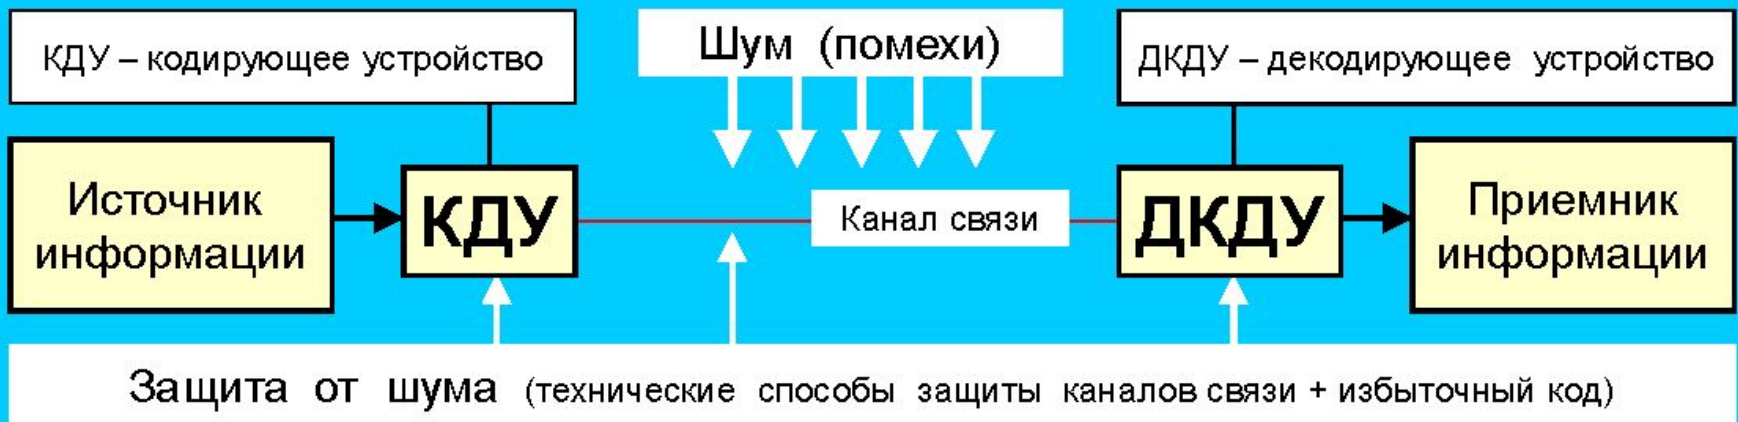 КДУ – кодирующее устройство
Шум (помехи)
ДКДУ – декодирующее устройство
Источник
информации
КДУ
Канал связи
ДКДУ
Приемник
информации
Защита от шума (технические способы защиты каналов связи + избыточный код)